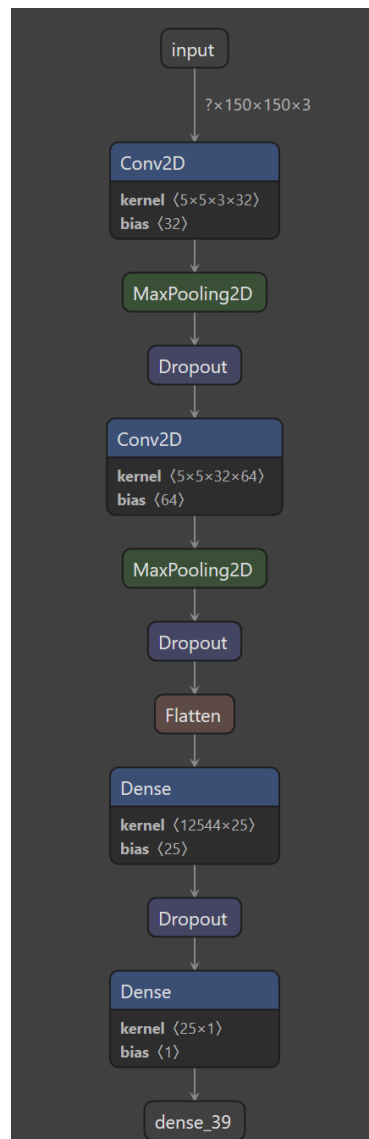 input
?×150×150×3
Conv2D
kernel ⟨5×5×3×32⟩
bias ⟨32⟩
MaxPooling2D
Dropout
Conv2D
kernel ⟨5×5×32×64⟩
bias ⟨64⟩
MaxPooling2D
Dropout
Flatten
Dense
kernel ⟨12544×25⟩
bias ⟨25⟩
Dropout
Dense
kernel ⟨25×1⟩
bias ⟨1⟩
dense_39